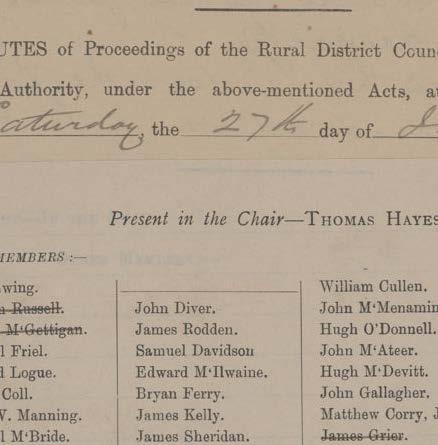 UTES of Proceedings of the Rural District Counc
Authority, under the above-mentioned Acts, a
Saturday, the 27th day of J
Present in the Chair—THOMAS HAYES
MEMBERS :—
wing.
n Russell.
M‘Gettigan.
l Friel.
d Logue.
Coll.
W. Manning.
l M‘Bride.
John Diver.
James Rodden.
Samuel Davidson
Edward M‘Ilwaine.
Bryan Ferry.
James Kelly.
James Sheridan.
William Cullen.
John M‘Menamin
Hugh O’Donnell.
John M‘Ateer.
Hugh M‘Devitt.
John Gallagher.
Matthew Corry, J
James Grier.